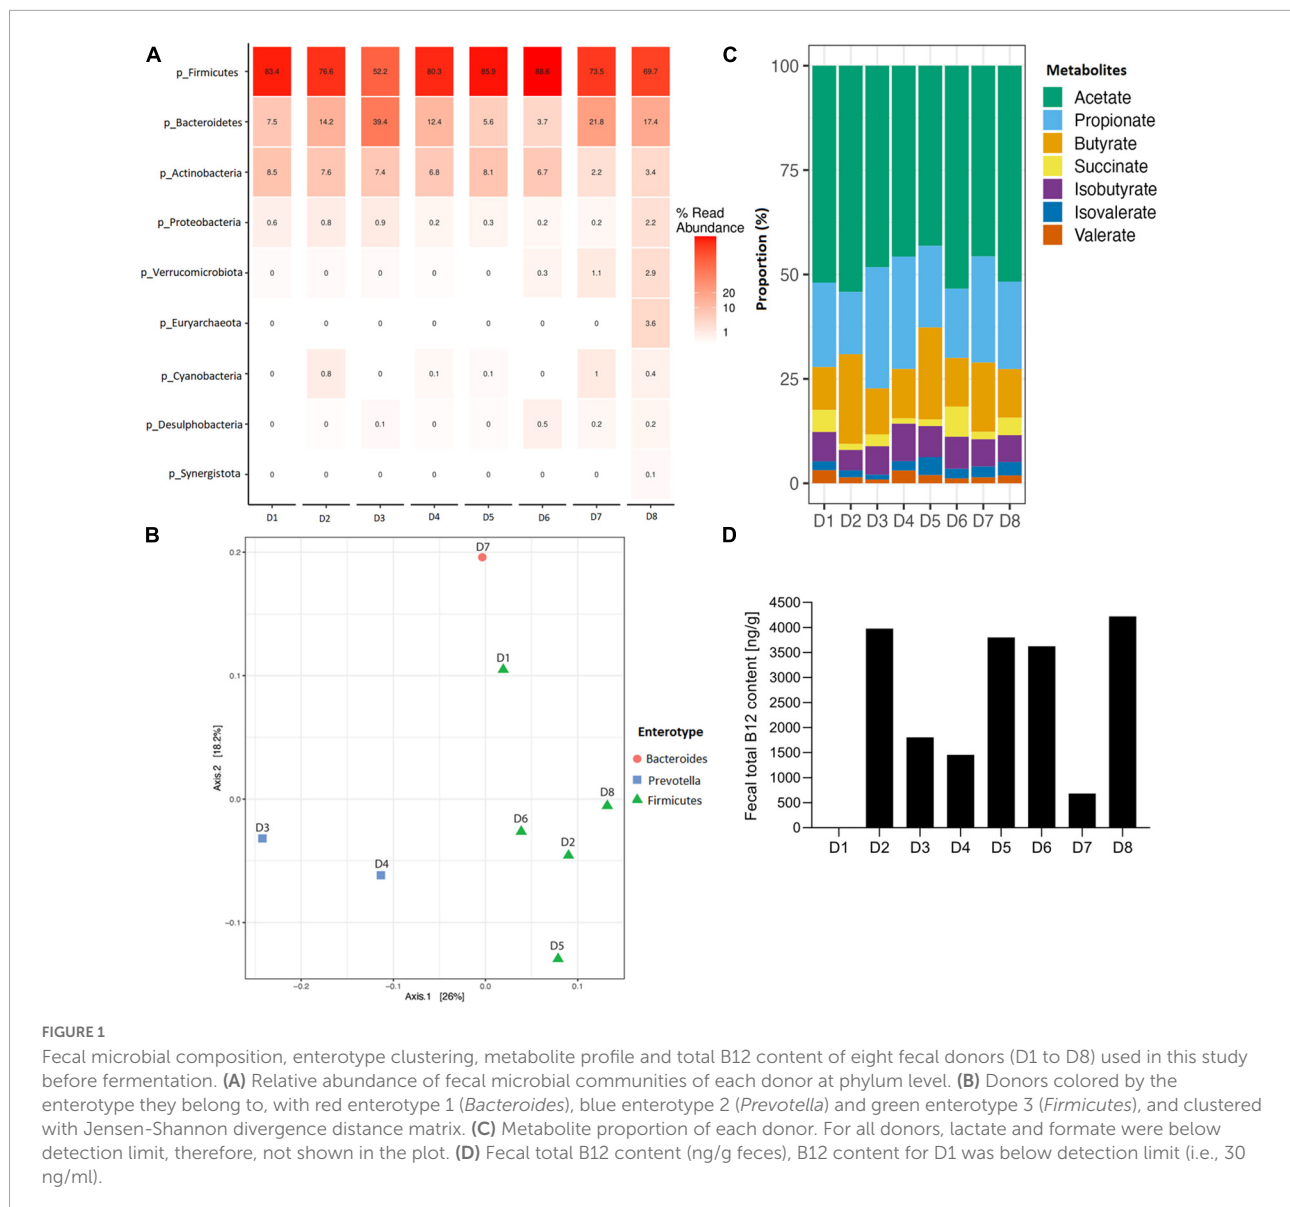 A
p_Firmicutes 83.4 76.6 52.2 80.3 85.9 88.6 73.5 69.7
p_Bacteroidetes 7.5 14.2 39.4 12.4 5.6 3.7 21.8 17.4
p_Actinobacteria 8.5 7.6 7.4 6.8 8.1 6.7 2.2 3.4
p_Proteobacteria 0.6 0.8 0.9 0.2 0.3 0.2 0.2 2.2
p_Verrucomicrobiota 0 0 0 0 0 0.3 1.1 2.9
p_Euryarchaeota 0 0 0 0 0 0 0 3.6
p_Cyanobacteria 0 0.8 0 0.1 0.1 0 1 0.4
p_Desulphobacteria 0 0 0.1 0 0 0.5 0.2 0.2
p_Synergistota 0 0 0 0 0 0 0 0.1
D1 D2 D3 D4 D5 D6 D7 D8
% Read
Abundance
20
10
1
C
Proportion (%)
100
75
50
25
0
D1 D2 D3 D4 D5 D6 D7 D8
Metabolites
Acetate
Propionate
Butyrate
Succinate
Isobutyrate
Isovalerate
Valerate
B
Axis.2 [18.2%]
0.2
0.1
0.0
−0.1
D7
D1
D8
D6
D2
D3
D4
D5
−0.2 −0.1 0.0 0.1
Axis.1 [26%]
Enterotype
Bacteroides
Prevotella
Firmicutes
D
Fecal total B12 content [ng/g]
4500
4000
3500
3000
2500
2000
1500
1000
500
0
D1 D2 D3 D4 D5 D6 D7 D8
FIGURE 1
Fecal microbial composition, enterotype clustering, metabolite profile and total B12 content of eight fecal donors (D1 to D8) used in this study
before fermentation. (A) Relative abundance of fecal microbial communities of each donor at phylum level. (B) Donors colored by the
enterotype they belong to, with red enterotype 1 (Bacteroides), blue enterotype 2 (Prevotella) and green enterotype 3 (Firmicutes), and clustered
with Jensen-Shannon divergence distance matrix. (C) Metabolite proportion of each donor. For all donors, lactate and formate were below
detection limit, therefore, not shown in the plot. (D) Fecal total B12 content (ng/g feces), B12 content for D1 was below detection limit (i.e., 30
ng/ml).